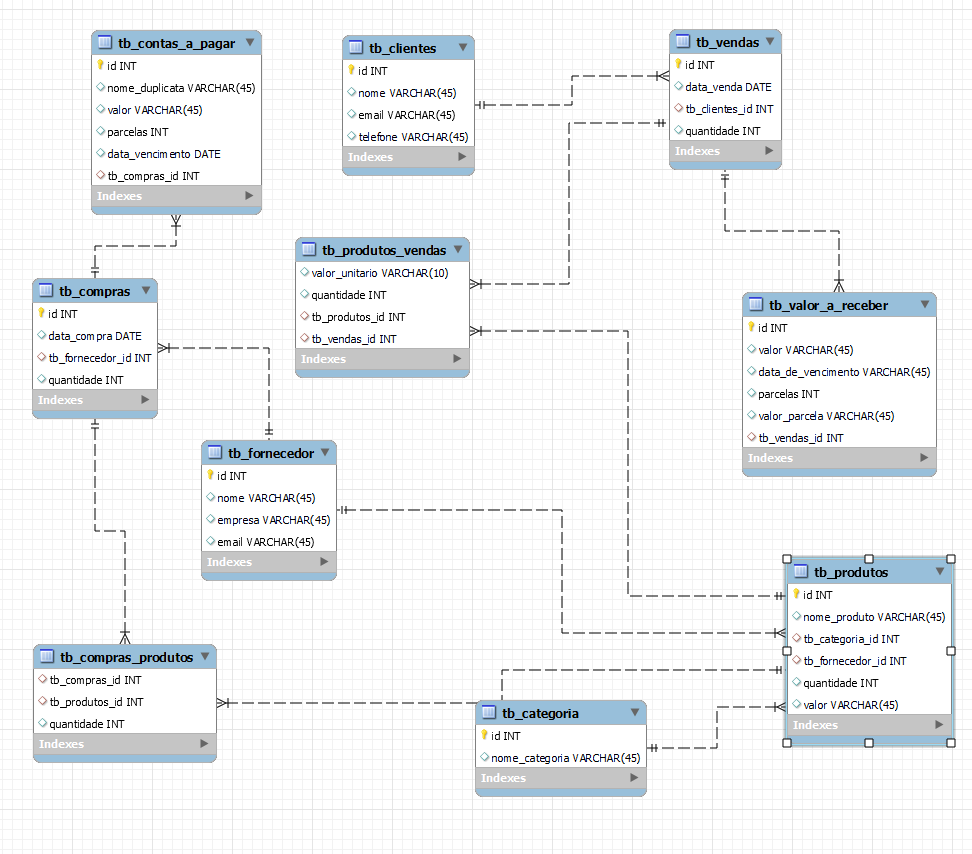 tb_contas_a_pagar
id INT
nome_duplicata VARCHAR(45)
valor VARCHAR(45)
parcelas INT
data_vencimento DATE
tb_compras_id INT
Indexes
tb_clientes
id INT
nome VARCHAR(45)
email VARCHAR(45)
telefone VARCHAR(45)
Indexes
tb_vendas
id INT
data_venda DATE
tb_clientes_id INT
quantidade INT
Indexes
tb_produtos_vendas
valor_unitario VARCHAR(10)
quantidade INT
tb_produtos_id INT
tb_vendas_id INT
Indexes
tb_compras
id INT
data_compra DATE
tb_fornecedor_id INT
quantidade INT
Indexes
tb_valor_a_receber
id INT
valor VARCHAR(45)
data_de_vencimento VARCHAR(45)
parcelas INT
valor_parcela VARCHAR(45)
tb_vendas_id INT
Indexes
tb_fornecedor
id INT
nome VARCHAR(45)
empresa VARCHAR(45)
email VARCHAR(45)
Indexes
tb_produtos
id INT
nome_produto VARCHAR(45)
tb_categoria_id INT
tb_fornecedor_id INT
quantidade INT
valor VARCHAR(45)
Indexes
tb_compras_produtos
tb_compras_id INT
tb_produtos_id INT
quantidade INT
Indexes
tb_categoria
id INT
nome_categoria VARCHAR(45)
Indexes